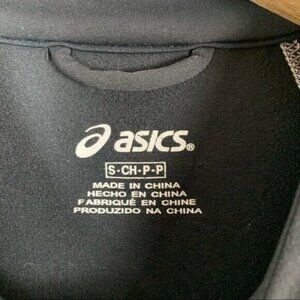 asics®
S-CH-P-P
MADE IN CHINA
HECHO EN CHINA
FABRIQUÉ EN CHINE
PRODUZIDO NA CHINA